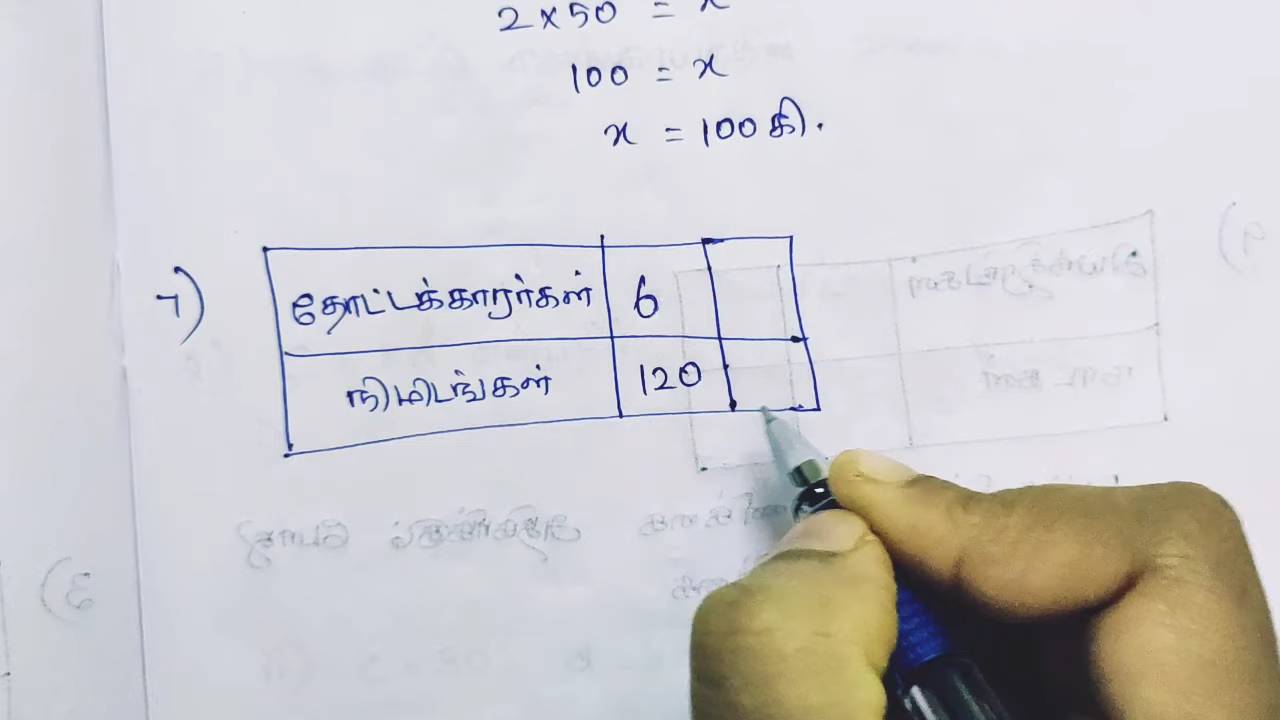 2 × 50 = x
100 = x
x = 100 கி.
7)
தோட்டக்காரர்கள் 6
நிமிடங்கள் 120